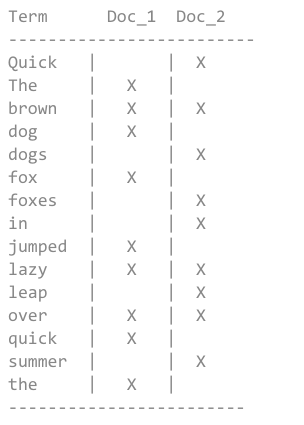 Term      Doc_1  Doc_2
-------------------------
Quick   |       |  X
The     |   X   |
brown   |   X   |  X
dog     |   X   |
dogs    |       |  X
fox     |   X   |
foxes   |       |  X
in      |       |  X
jumped  |   X   |
lazy    |   X   |  X
leap    |       |  X
over    |   X   |  X
quick   |   X   |
summer  |       |  X
the     |   X   |
------------------------